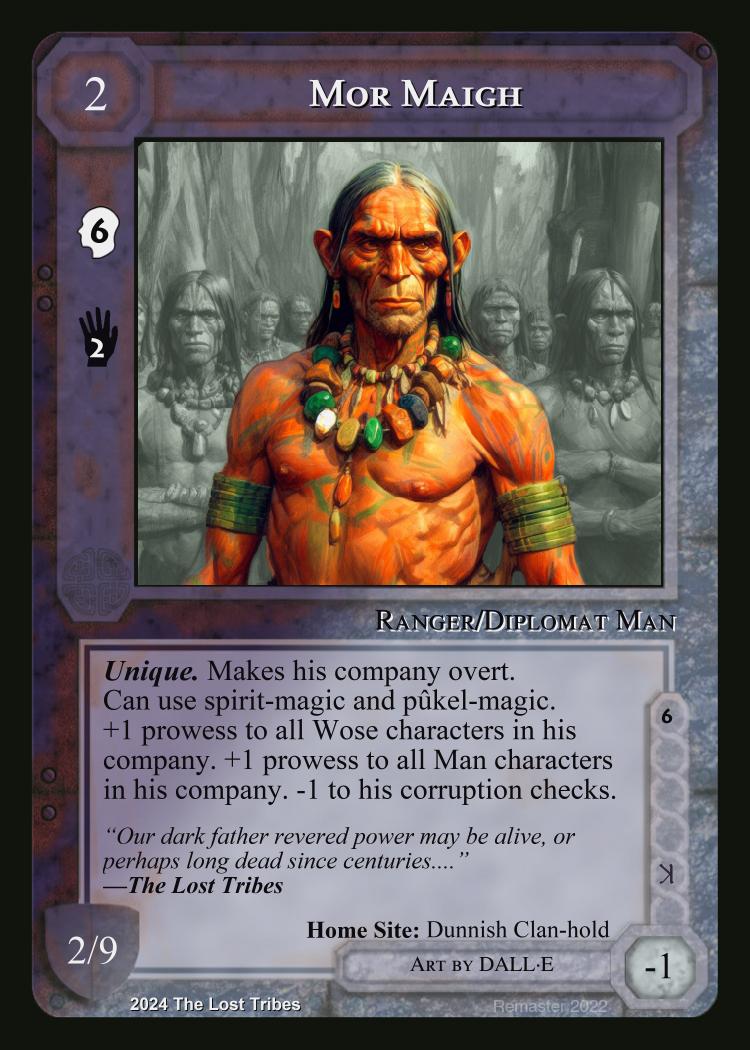 2
Mor Maigh
6
2
Ranger/Diplomat Man
Unique. Makes his company overt.
Can use spirit-magic and pûkel-magic.
+1 prowess to all Wose characters in his
company. +1 prowess to all Man characters
in his company. -1 to his corruption checks.
6
“Our dark father revered power may be alive, or
perhaps long dead since centuries....”
—The Lost Tribes
Home Site: Dunnish Clan-hold
2/9
Art by DALL·E
-1
2024 The Lost Tribes
Remaster 2022